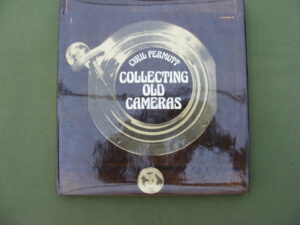 CYRIL PERMUTT
COLLECTING
OLD
CAMERAS